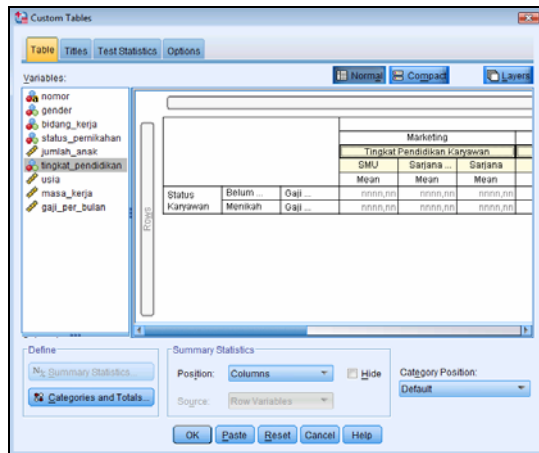 Custom Tables
Table Titles Test Statistics Options
Variables:
Normal Compact Layers
nomor
gender
bidang_kerja
status_pernikahan
jumlah_anak
tingkat_pendidikan
usia
masa_kerja
gaji_per_bulan
Rows
Marketing
Tingkat Pendidikan Karyawan
SMU Sarjana ... Sarjana
Mean Mean Mean
Status Karyawan
Belum ... Gaji ... nnnn,nn nnnn,nn nnnn,nn
Menikah Gaji ... nnnn,nn nnnn,nn nnnn,nn
Define
N% Summary Statistics...
Categories and Totals...
Summary Statistics
Position: Columns Hide
Source: Row Variables
Category Position:
Default
OK Paste Reset Cancel Help